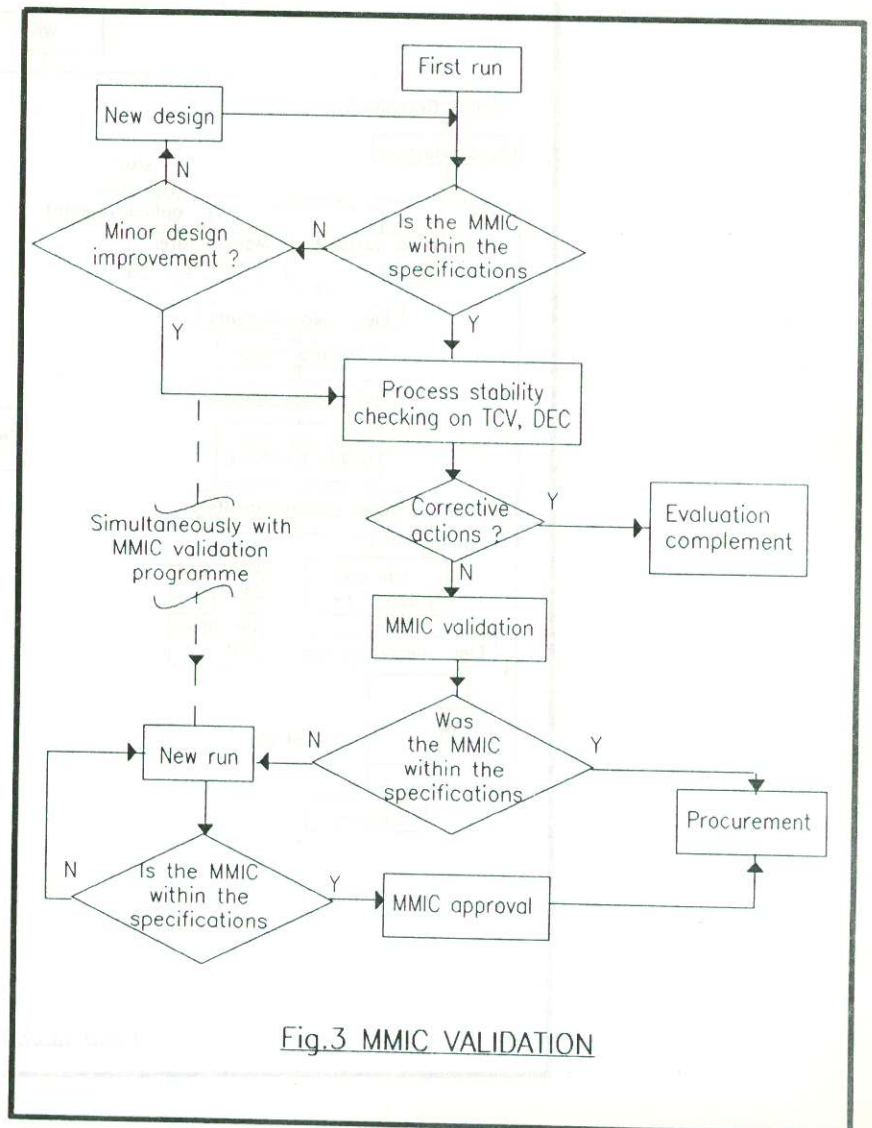 First run
New design
N
Minor design
improvement ?
N
Is the MMIC
within the
specifications
Y
Y
Process stability
checking on TCV, DEC
Corrective
actions ?
Y
Evaluation
complement
N
Simultaneously with
MMIC validation
programme
MMIC validation
Was
the MMIC
within the
specifications
N
Y
New run
Procurement
N
Is the MMIC
within the
specifications
Y
MMIC approval
Fig.3 MMIC VALIDATION